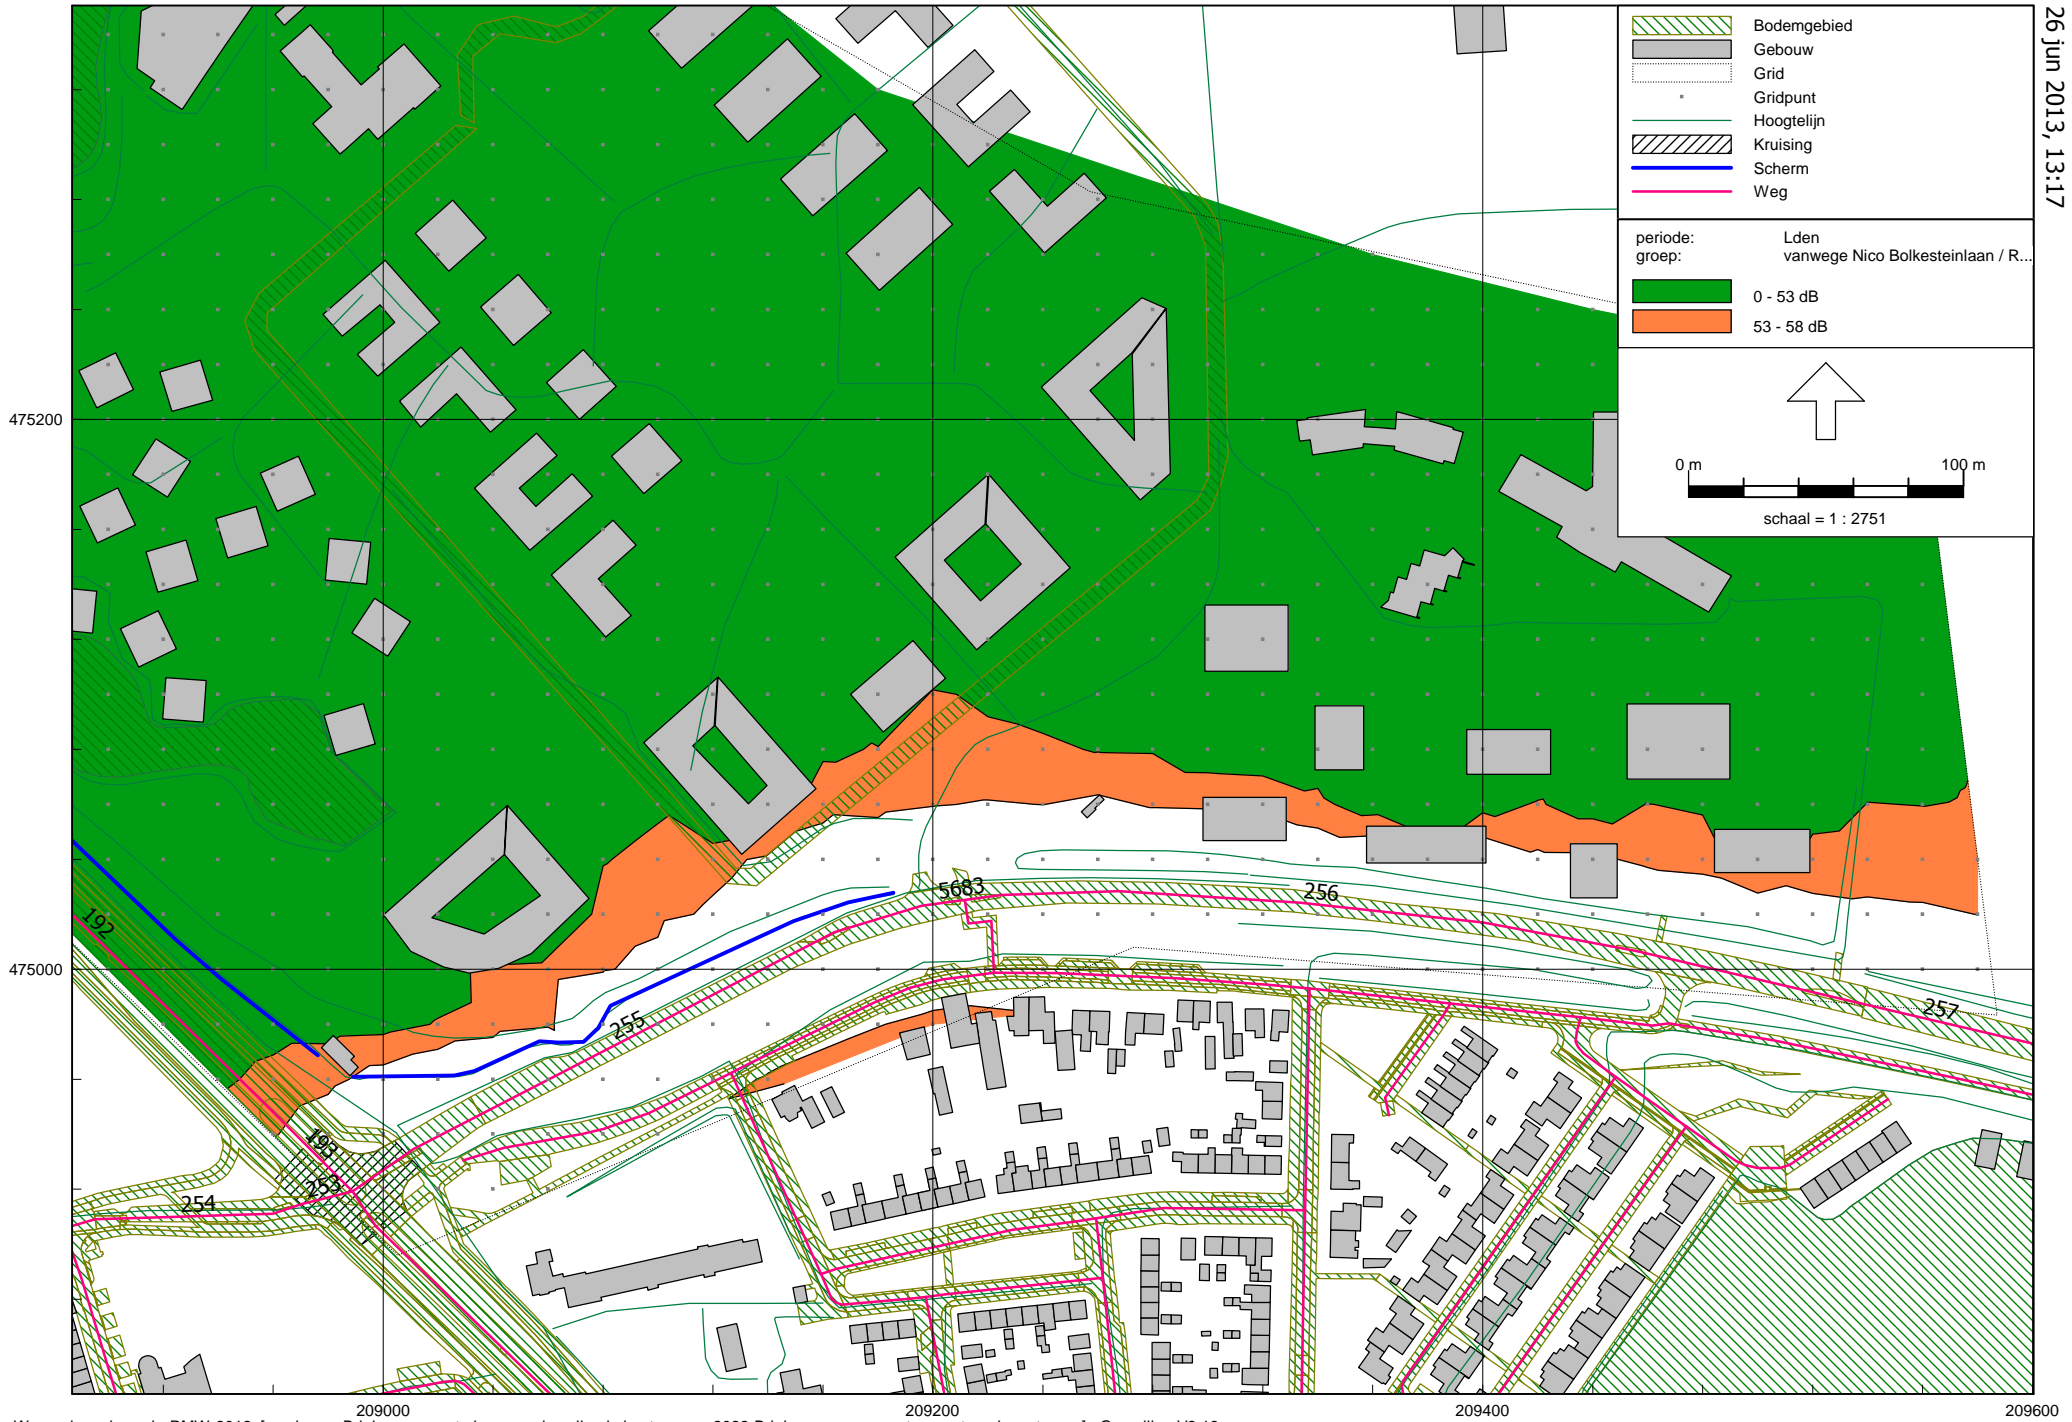 26 jun 2013, 13:17
Bodemgebied
Gebouw
Grid
Gridpunt
Hoogtelijn
Kruising
Scherm
Weg
periode: Lden
groep: vanwege Nico Bolkesteinlaan / R...
0 - 53 dB
53 - 58 dB
0 m 100 m
schaal = 1 : 2751
475200
475000
192
5683
256
255
257
193
253
254
209000
209200
209400
209600